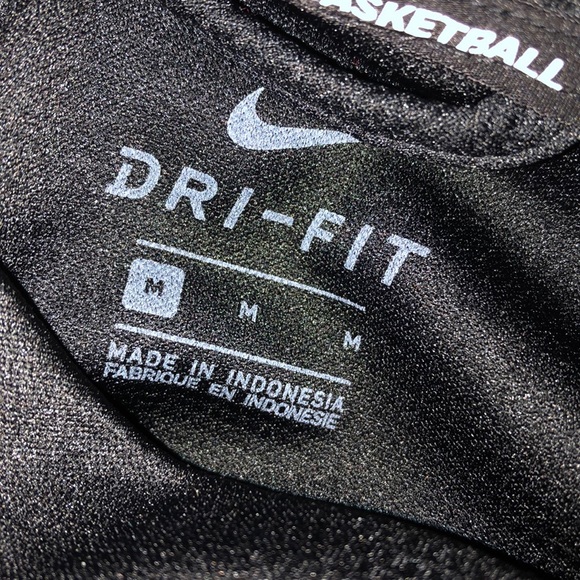 BASKETBALL
DRI-FIT
M M M
MADE IN INDONESIA
FABRIQUE EN INDONESIE